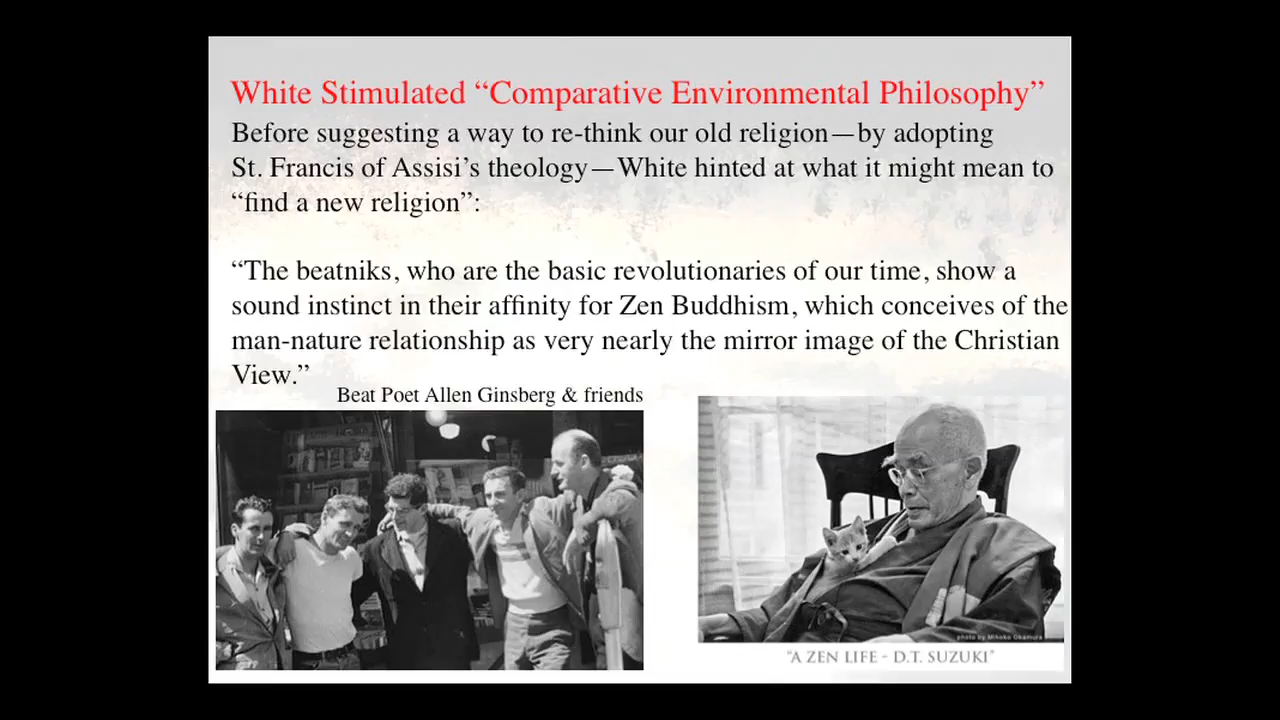 White Stimulated “Comparative Environmental Philosophy”
Before suggesting a way to re-think our old religion—by adopting
St. Francis of Assisi’s theology—White hinted at what it might mean to
“find a new religion”:
“The beatniks, who are the basic revolutionaries of our time, show a
sound instinct in their affinity for Zen Buddhism, which conceives of the
man-nature relationship as very nearly the mirror image of the Christian
View.”
Beat Poet Allen Ginsberg & friends
photo by Mihoko Okamura
“A ZEN LIFE - D.T. SUZUKI”